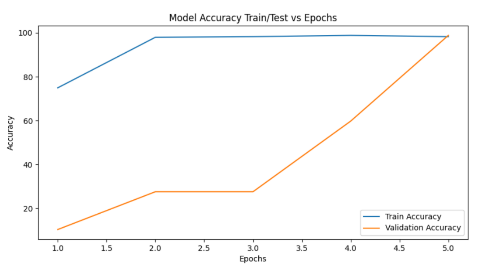 Model Accuracy Train/Test vs Epochs
100
80
60
40
20
Accuracy
1.0 1.5 2.0 2.5 3.0 3.5 4.0 4.5 5.0
Epochs
Train Accuracy
Validation Accuracy